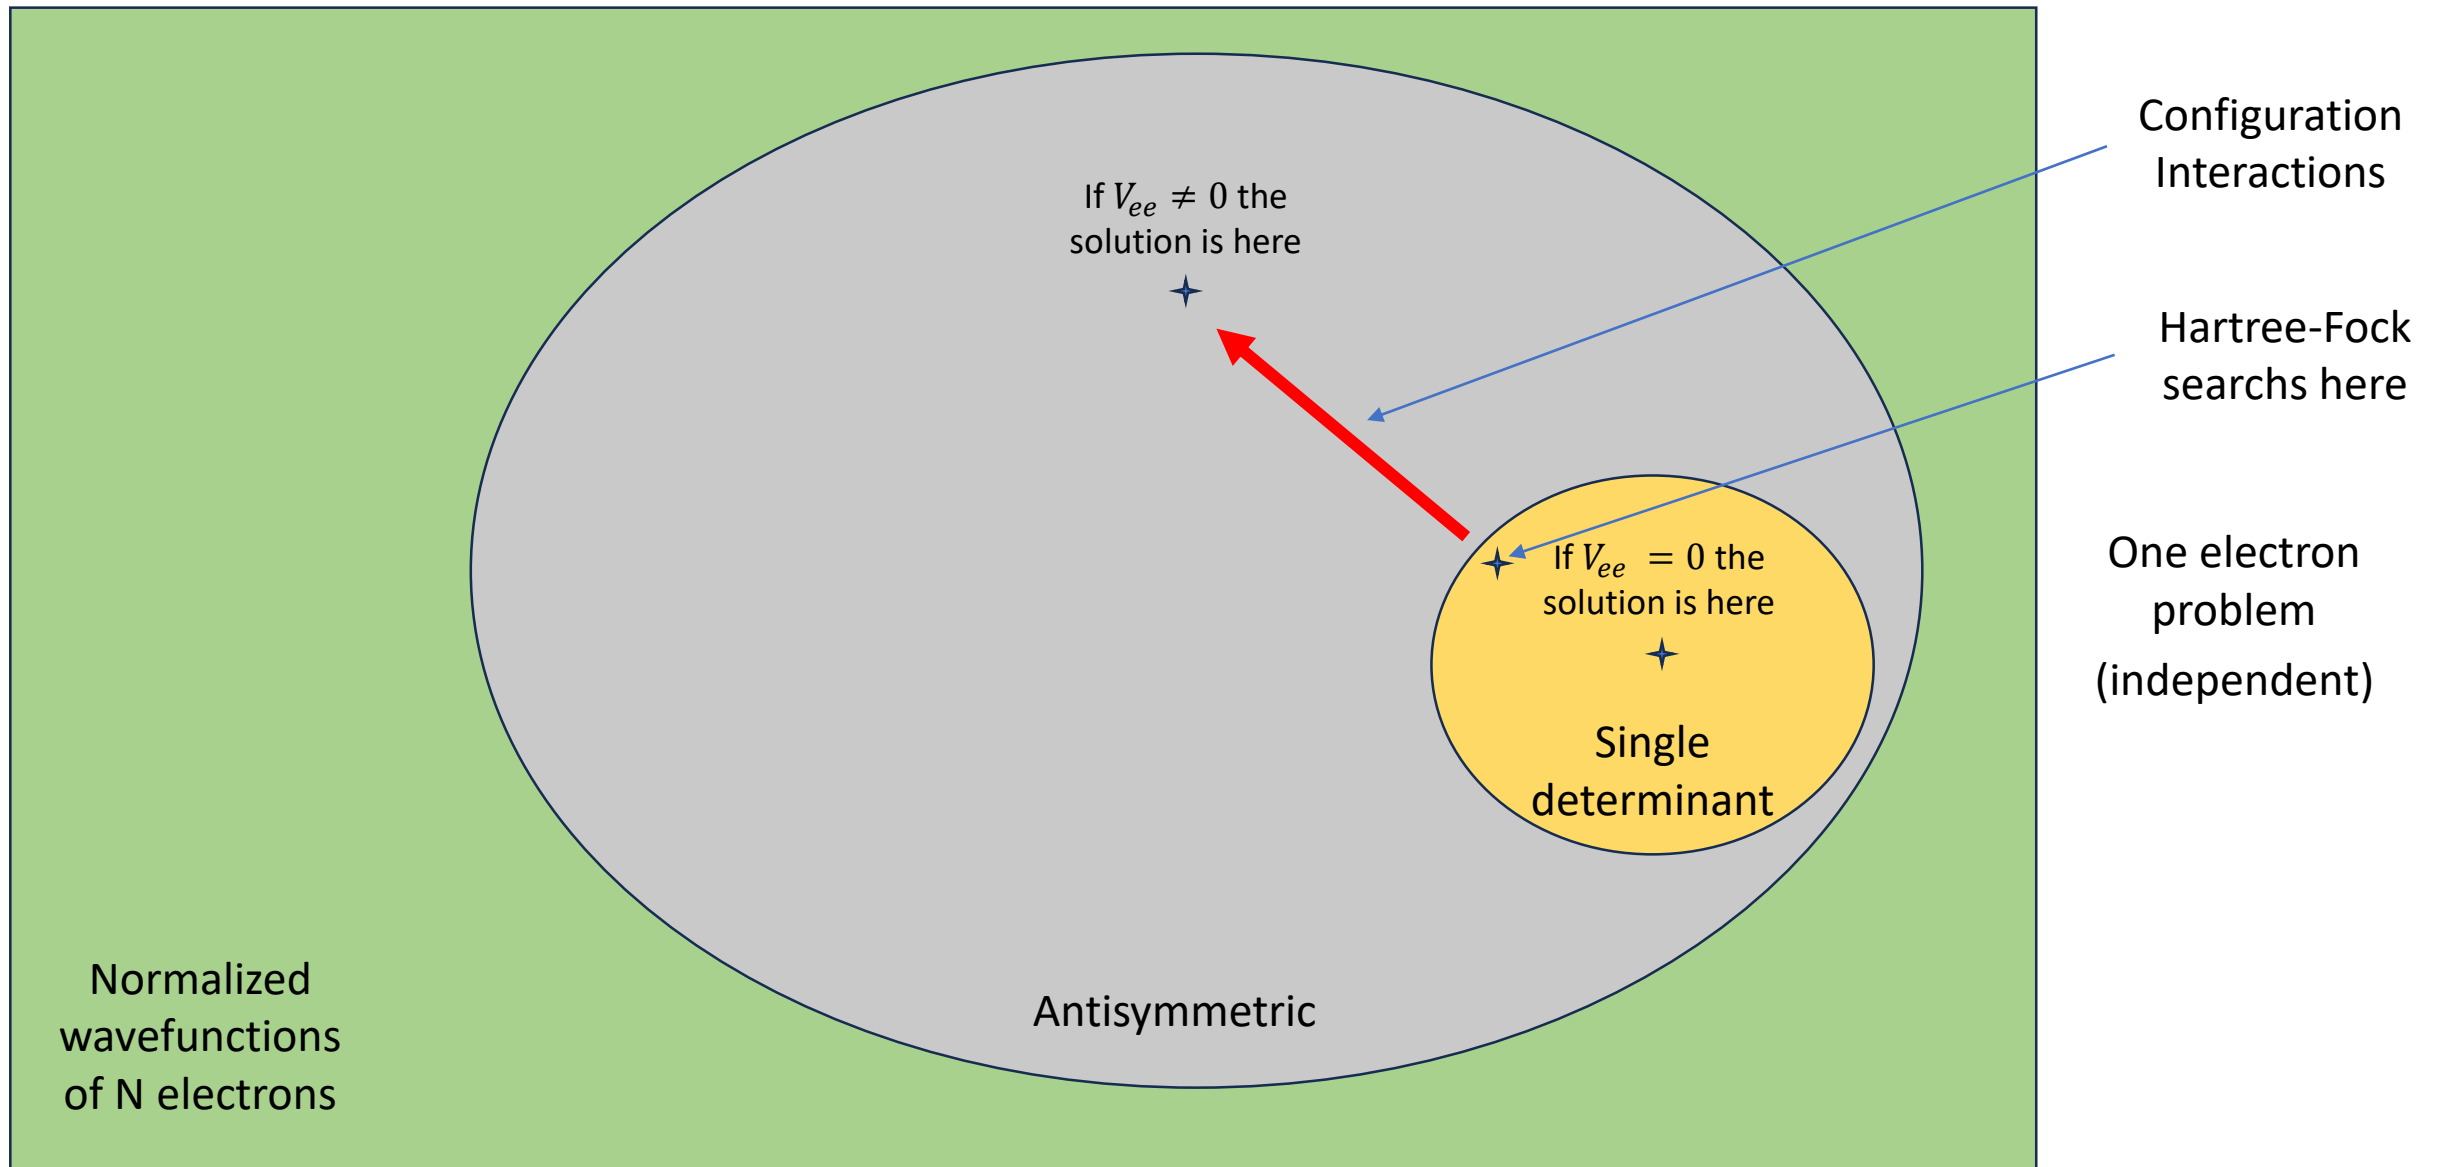 Configuration
Interactions
If V_ee ≠ 0 the
solution is here
Hartree-Fock
searchs here
If V_ee = 0 the
solution is here
One electron
problem
(independent)
Single
determinant
Normalized
wavefunctions
of N electrons
Antisymmetric